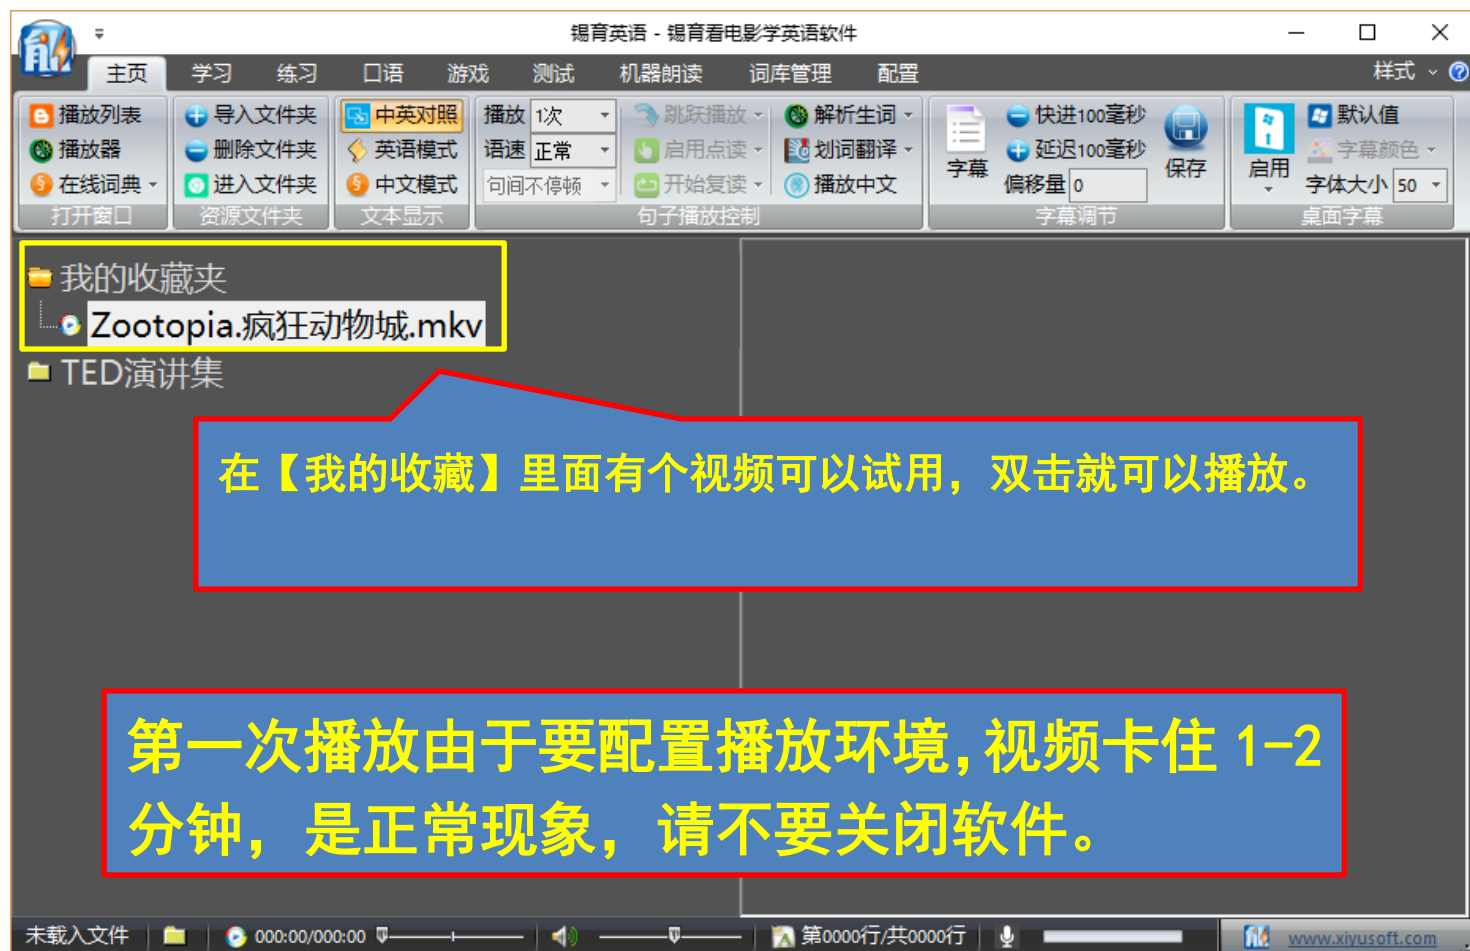 锡育英语 - 锡育看电影学英语软件
主页 学习 练习 口语 游戏 测试 机器朗读 词库管理 配置 样式
播放列表 导入文件夹 中英对照 播放 1次 跳跃播放 解析生词 快进100毫秒 默认值
播放器 删除文件夹 英语模式 语速 正常 启用点读 划词翻译 字幕 延迟100毫秒 保存 启用 字幕颜色
在线词典 进入文件夹 中文模式 句间不停顿 开始复读 播放中文 偏移量 0 字体大小 50
打开窗口 资源文件夹 文本显示 句子播放控制 字幕调节 桌面字幕
我的收藏夹
Zootopia.疯狂动物城.mkv
TED演讲集
在【我的收藏】里面有个视频可以试用，双击就可以播放。
第一次播放由于要配置播放环境,视频卡住 1-2
分钟，是正常现象，请不要关闭软件。
未载入文件 000:00/000:00 第0000行/共0000行 www.xiyusoft.com